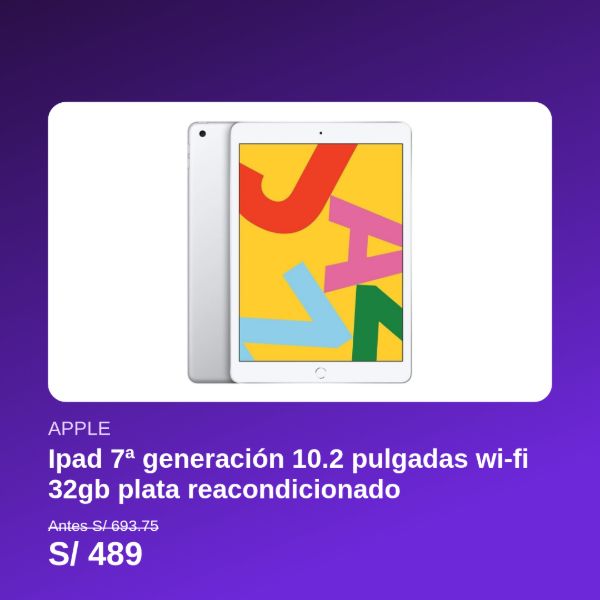 APPLE
Ipad 7ª generación 10.2 pulgadas wi-fi
32gb plata reacondicionado
Antes S/ 693.75
S/ 489